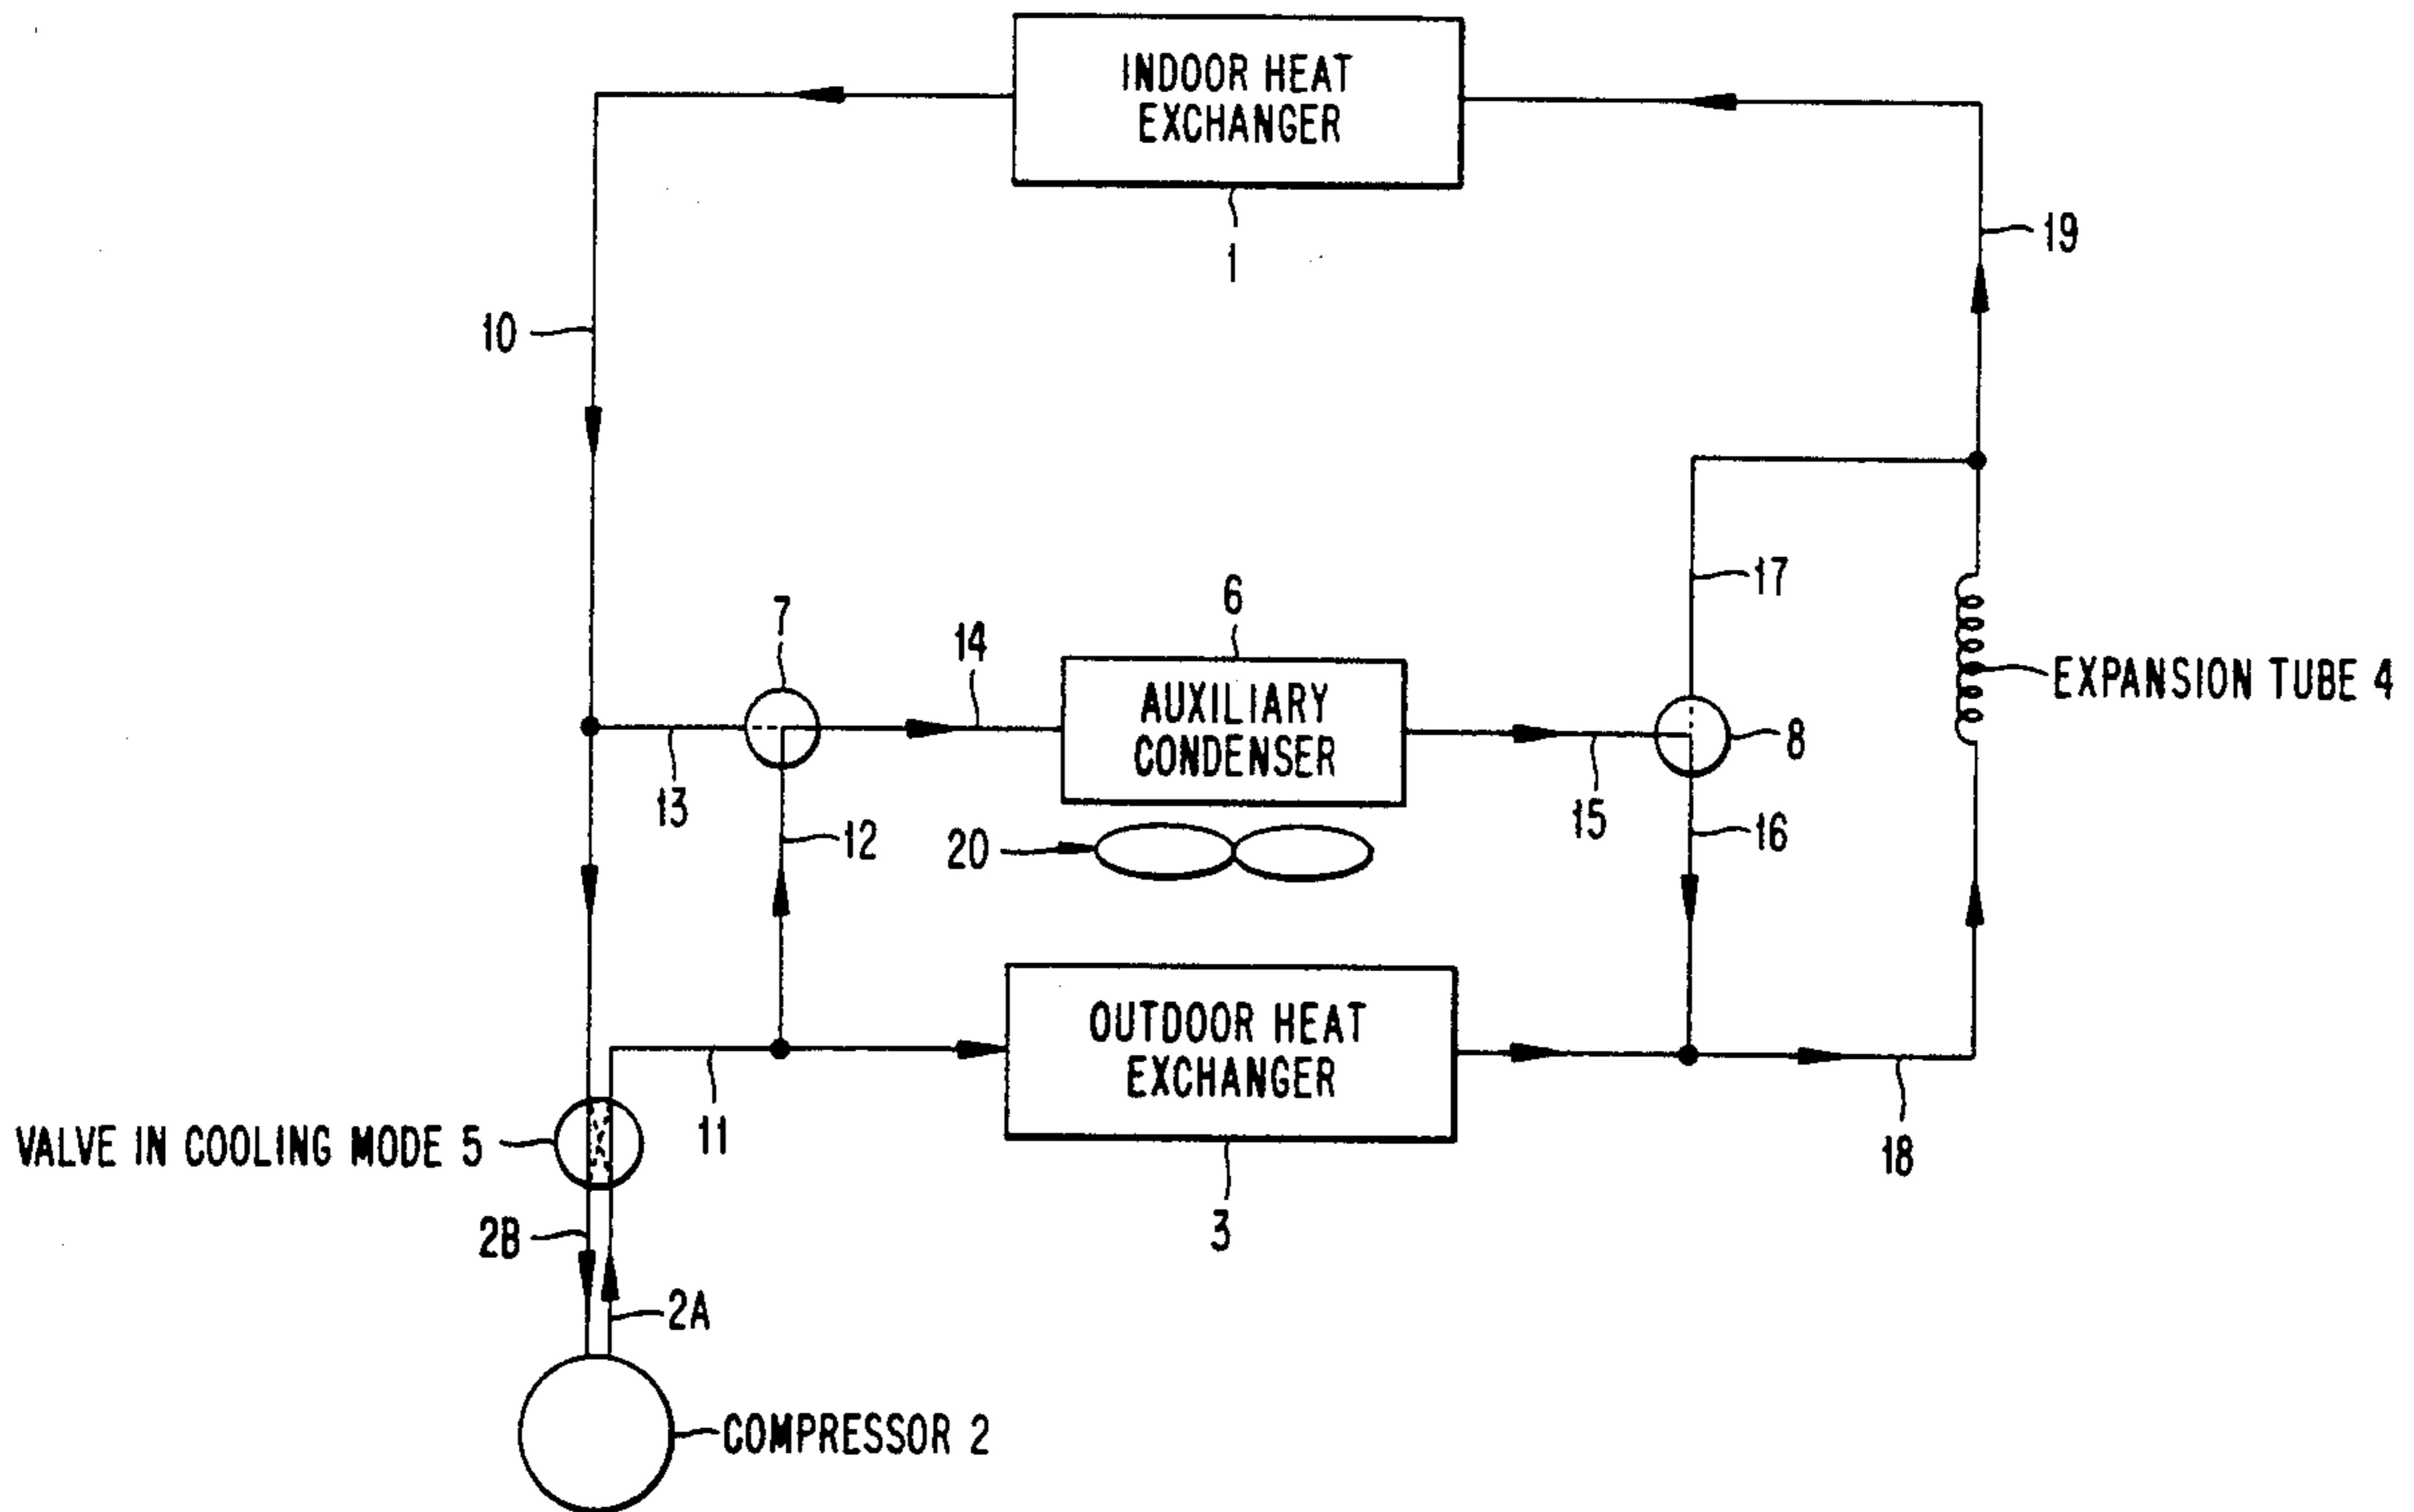 INDOOR HEAT
EXCHANGER
1
19
10
17
6
7
14
AUXILIARY
CONDENSER
EXPANSION TUBE 4
8
13
12
15
16
20
OUTDOOR HEAT
EXCHANGER
VALVE IN COOLING MODE 5
11
18
3
2B
2A
COMPRESSOR 2